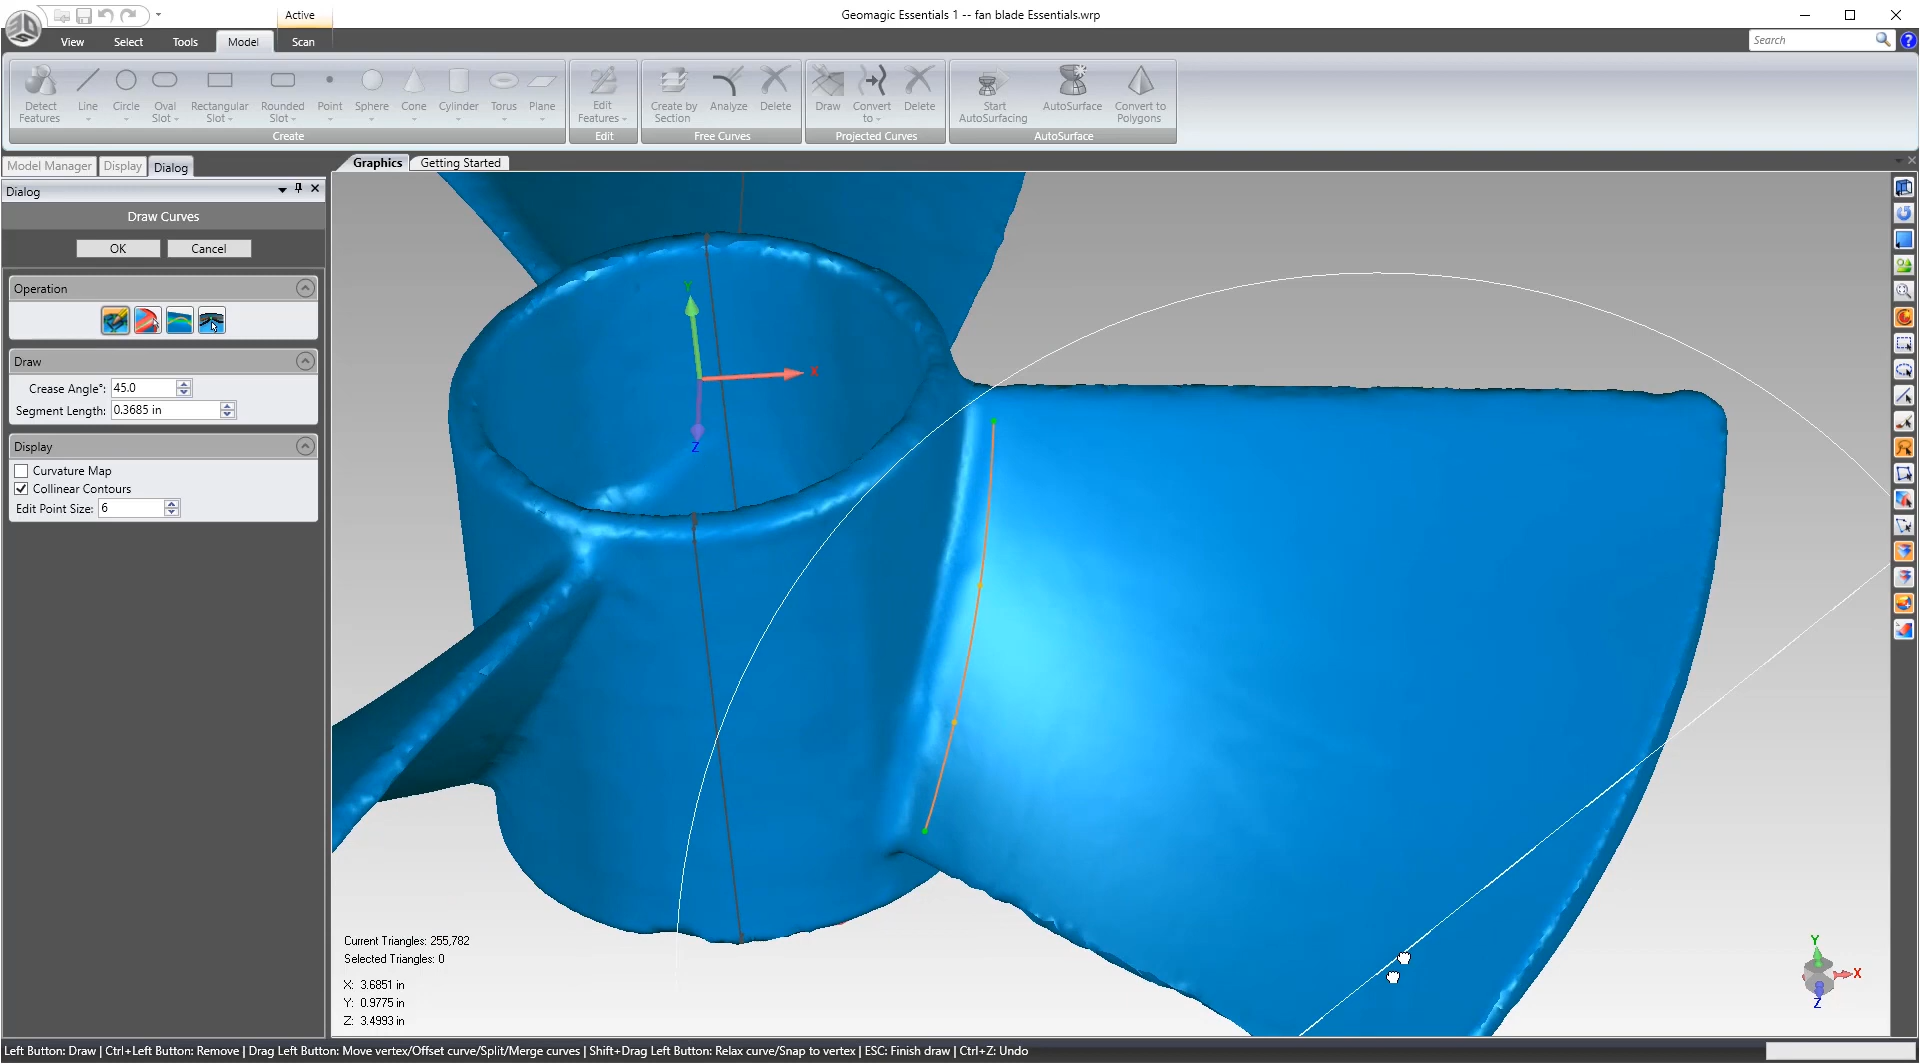 Active
Geomagic Essentials 1 -- fan blade Essentials.wrp
View Select Tools Model Scan
Search
Detect Features
Line
Circle
Oval Slot
Rectangular Slot
Rounded Slot
Point
Sphere
Cone
Cylinder
Torus
Plane
Create
Edit Features
Edit
Create by Section
Analyze
Delete
Free Curves
Draw
Convert to
Delete
Projected Curves
Start AutoSurfacing
AutoSurface
Convert to Polygons
AutoSurface
Model Manager Display Dialog
Graphics Getting Started
Dialog
Draw Curves
OK Cancel
Operation
Draw
Crease Angle°: 45.0
Segment Length: 0.3685 in
Display
Curvature Map
Collinear Contours
Edit Point Size: 6
Y
X
Z
Current Triangles: 255,782
Selected Triangles: 0
X: 3.6851 in
Y: 0.9775 in
Z: 3.4993 in
Y
X
Z
Left Button: Draw | Ctrl+Left Button: Remove | Drag Left Button: Move vertex/Offset curve/Split/Merge curves | Shift+Drag Left Button: Relax curve/Snap to vertex | ESC: Finish draw | Ctrl+Z: Undo